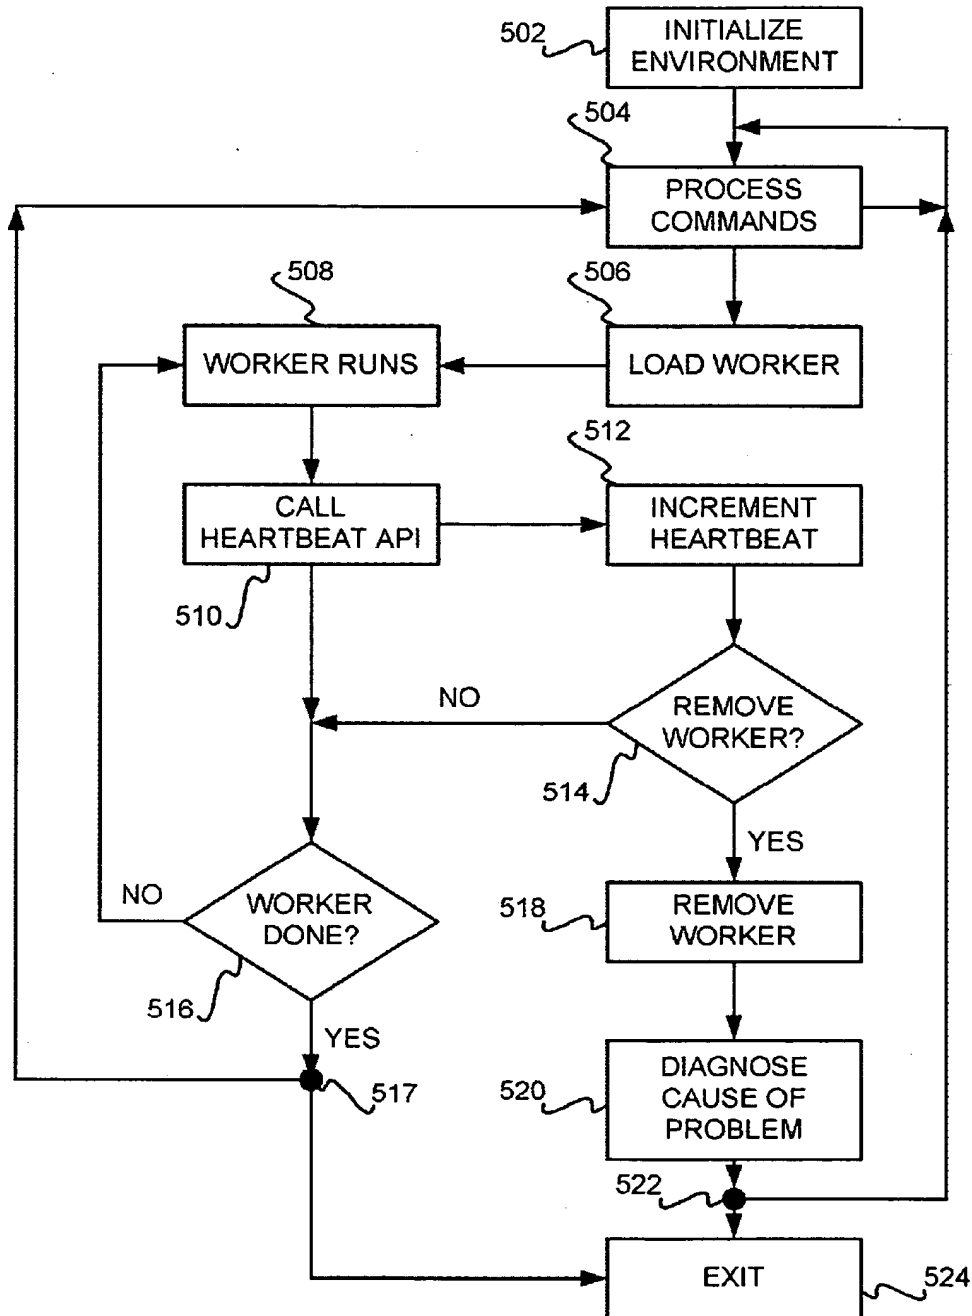 502
INITIALIZE
ENVIRONMENT
504
PROCESS
COMMANDS
508
506
WORKER RUNS
LOAD WORKER
512
CALL
HEARTBEAT API
INCREMENT
HEARTBEAT
510
NO
REMOVE
WORKER?
514
YES
NO
WORKER
DONE?
518
REMOVE
WORKER
516
YES
517
520
DIAGNOSE
CAUSE OF
PROBLEM
522
EXIT
524